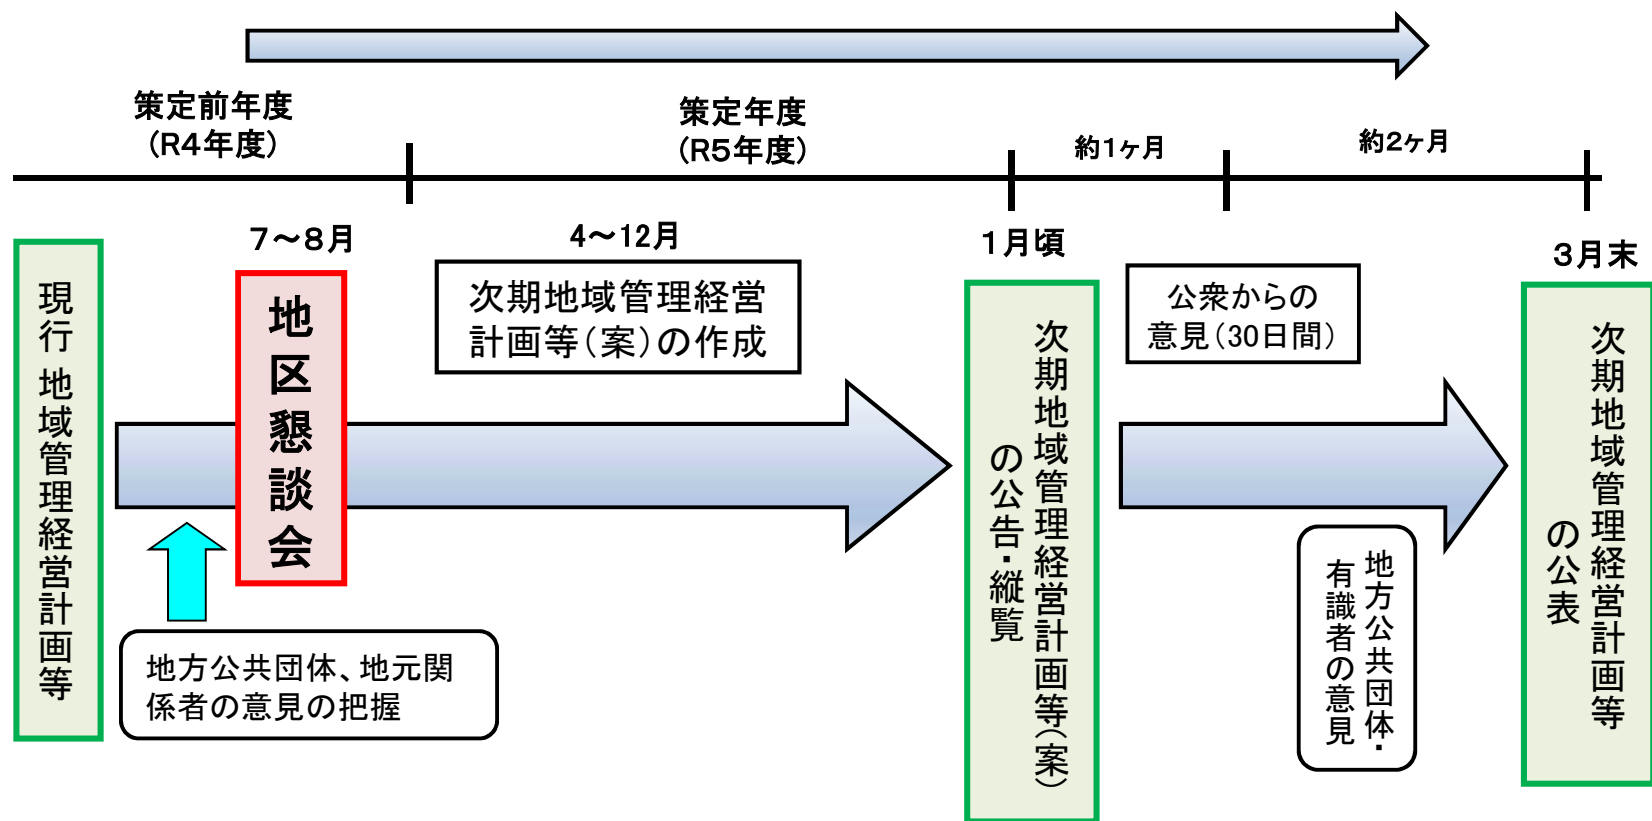 策定前年度
（R4年度）
策定年度
（R5年度）
約1ヶ月
約2ヶ月
7～8月
4～12月
1月頃
3月末
現行 地域管理経営計画等
地区懇談会
次期地域管理経営
計画等（案）の作成
次期地域管理経営計画等（案）
の公告・縦覧
公衆からの
意見（30日間）
次期地域管理経営計画等
の公表
地方公共団体、地元関
係者の意見の把握
地方公共団体・
有識者の意見